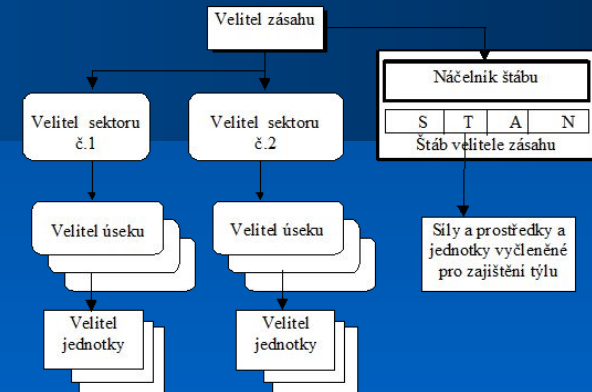 Velitel zásahu
Náčelník štábu
S T A N
Štáb velitele zásahu
Velitel sektoru
č.1
Velitel sektoru
č.2
Velitel úseku
Velitel úseku
Síly a prostředky a
jednotky vyčleněné
pro zajištění týlu
Velitel
jednotky
Velitel
jednotky